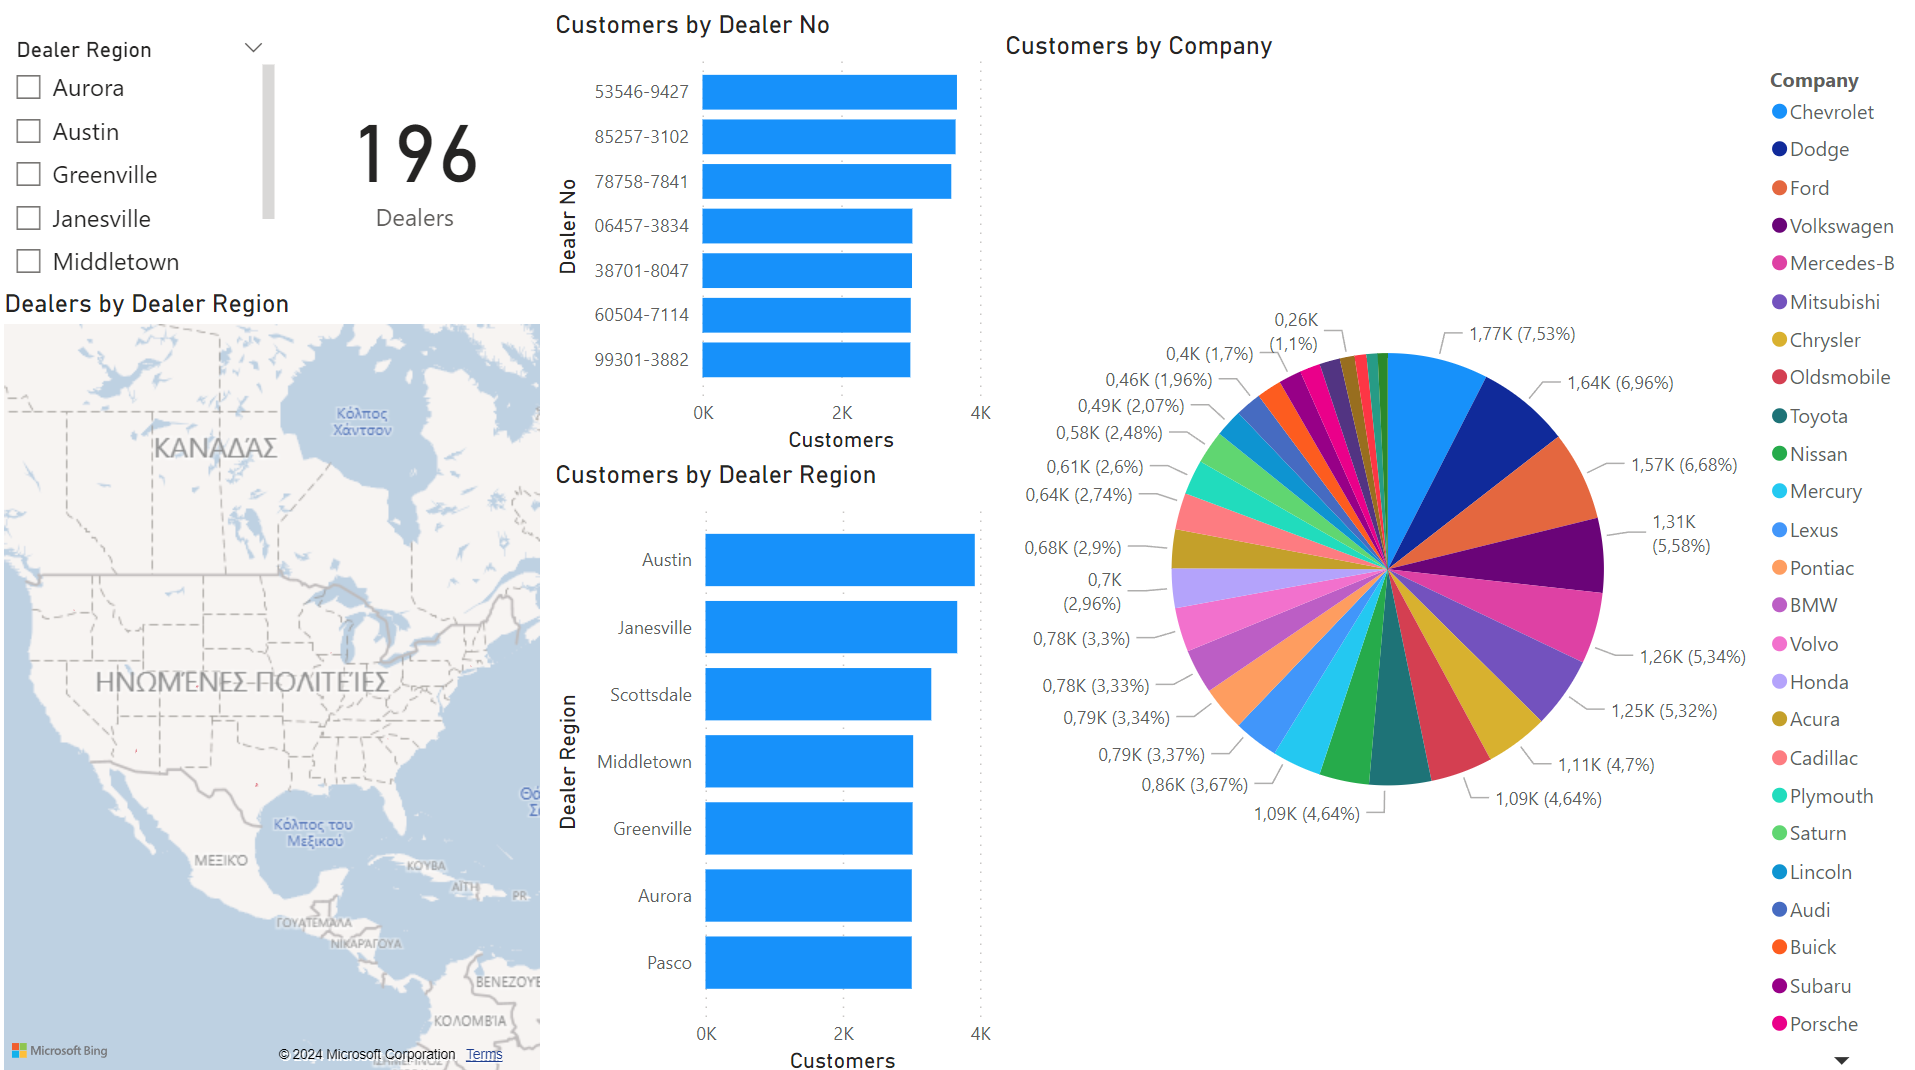 Dealer Region
Aurora
Austin
Greenville
Janesville
Middletown
196
Dealers
Dealers by Dealer Region
ΚΑΝΑΔΆΣ
Κόλπος
Χάντσον
ΗΝΩΜΈΝΕΣ ΠΟΛΙΤΕΊΕΣ
Κόλπος του
Μεξικού
ΜΕΞΙΚΌ
ΚΟΥΒΑ
ΑΪΤΉ
PR.
ΓΟΥΑΤΕΜΑΛΑ
ΝΙΚΑΡΆΓΟΥΑ
ΒΕΝΕΖΟΥΕ
ΚΟΛΟΜΒΊΑ
Microsoft Bing
© 2024 Microsoft Corporation Terms
Customers by Dealer No
Dealer No
53546-9427
85257-3102
78758-7841
06457-3834
38701-8047
60504-7114
99301-3882
0K 2K 4K
Customers
Customers by Dealer Region
Dealer Region
Austin
Janesville
Scottsdale
Middletown
Greenville
Aurora
Pasco
0K 2K 4K
Customers
Customers by Company
1,77K (7,53%)
1,64K (6,96%)
1,57K (6,68%)
1,31K
(5,58%)
1,26K (5,34%)
1,25K (5,32%)
1,11K (4,7%)
1,09K (4,64%)
1,09K (4,64%)
0,86K (3,67%)
0,79K (3,37%)
0,79K (3,34%)
0,78K (3,33%)
0,78K (3,3%)
0,7K
(2,96%)
0,68K (2,9%)
0,64K (2,74%)
0,61K (2,6%)
0,58K (2,48%)
0,49K (2,07%)
0,46K (1,96%)
0,4K (1,7%)
0,26K
(1,1%)
Company
Chevrolet
Dodge
Ford
Volkswagen
Mercedes-B
Mitsubishi
Chrysler
Oldsmobile
Toyota
Nissan
Mercury
Lexus
Pontiac
BMW
Volvo
Honda
Acura
Cadillac
Plymouth
Saturn
Lincoln
Audi
Buick
Subaru
Porsche